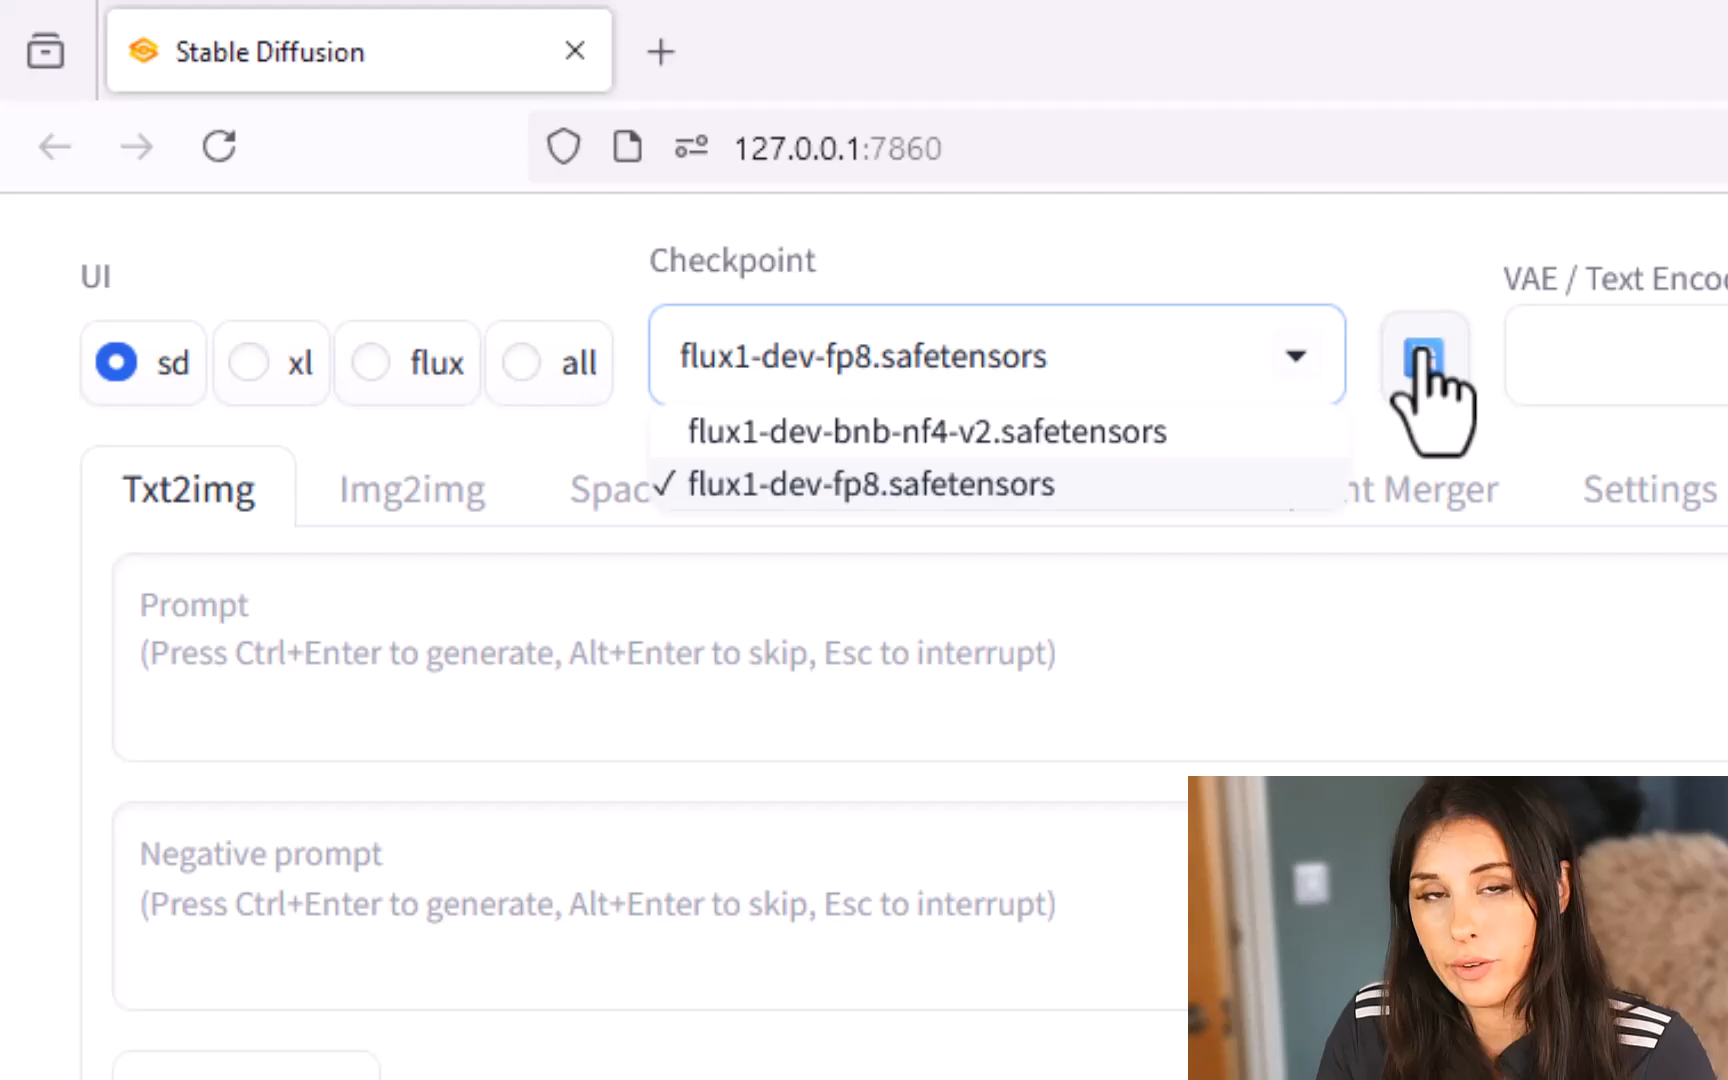 Stable Diffusion
127.0.0.1:7860
UI
Checkpoint
VAE / Text Enco
sd
xl
flux
all
flux1-dev-fp8.safetensors
flux1-dev-bnb-nf4-v2.safetensors
✓ flux1-dev-fp8.safetensors
Txt2img
Img2img
Spac
nt Merger
Settings
Prompt
(Press Ctrl+Enter to generate, Alt+Enter to skip, Esc to interrupt)
Negative prompt
(Press Ctrl+Enter to generate, Alt+Enter to skip, Esc to interrupt)